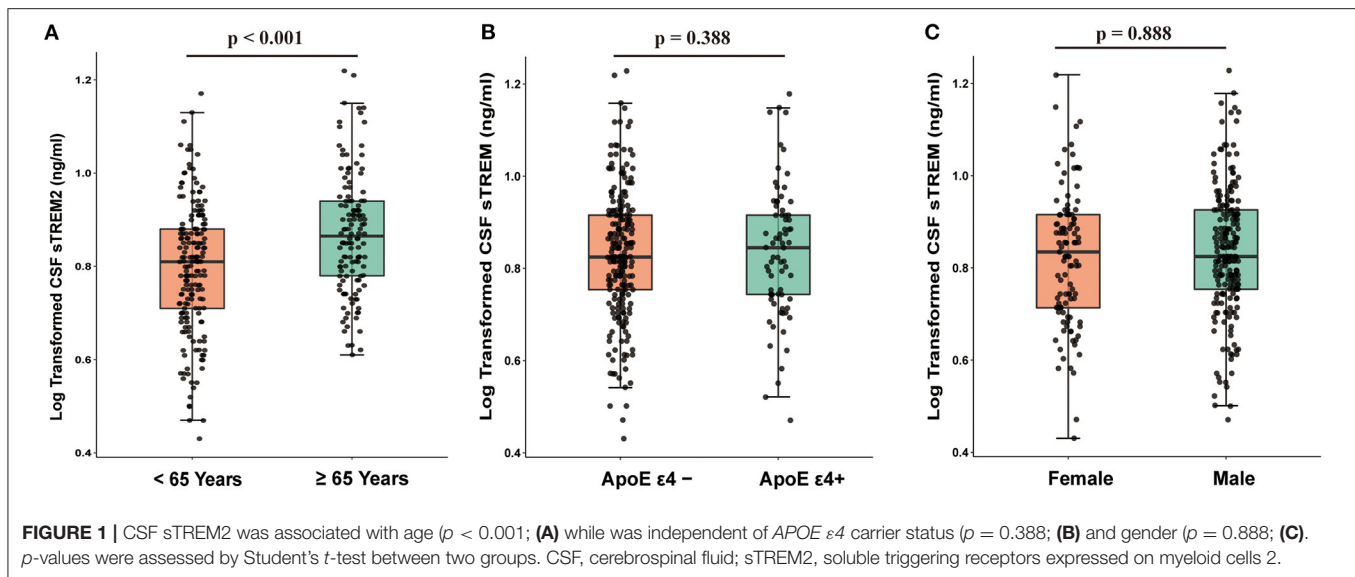 A
p < 0.001
Log Transformed CSF sTREM2 (ng/ml)
1.2
1.0
0.8
0.6
0.4
< 65 Years
≥ 65 Years
B
p = 0.388
Log Transformed CSF sTREM (ng/ml)
1.2
1.0
0.8
0.6
0.4
ApoE ε4 −
ApoE ε4+
C
p = 0.888
Log Transformed CSF sTREM (ng/ml)
1.2
1.0
0.8
0.6
0.4
Female
Male
FIGURE 1 | CSF sTREM2 was associated with age (p < 0.001; (A) while was independent of APOE ε4 carrier status (p = 0.388; (B) and gender (p = 0.888; (C).
p-values were assessed by Student's t-test between two groups. CSF, cerebrospinal fluid; sTREM2, soluble triggering receptors expressed on myeloid cells 2.